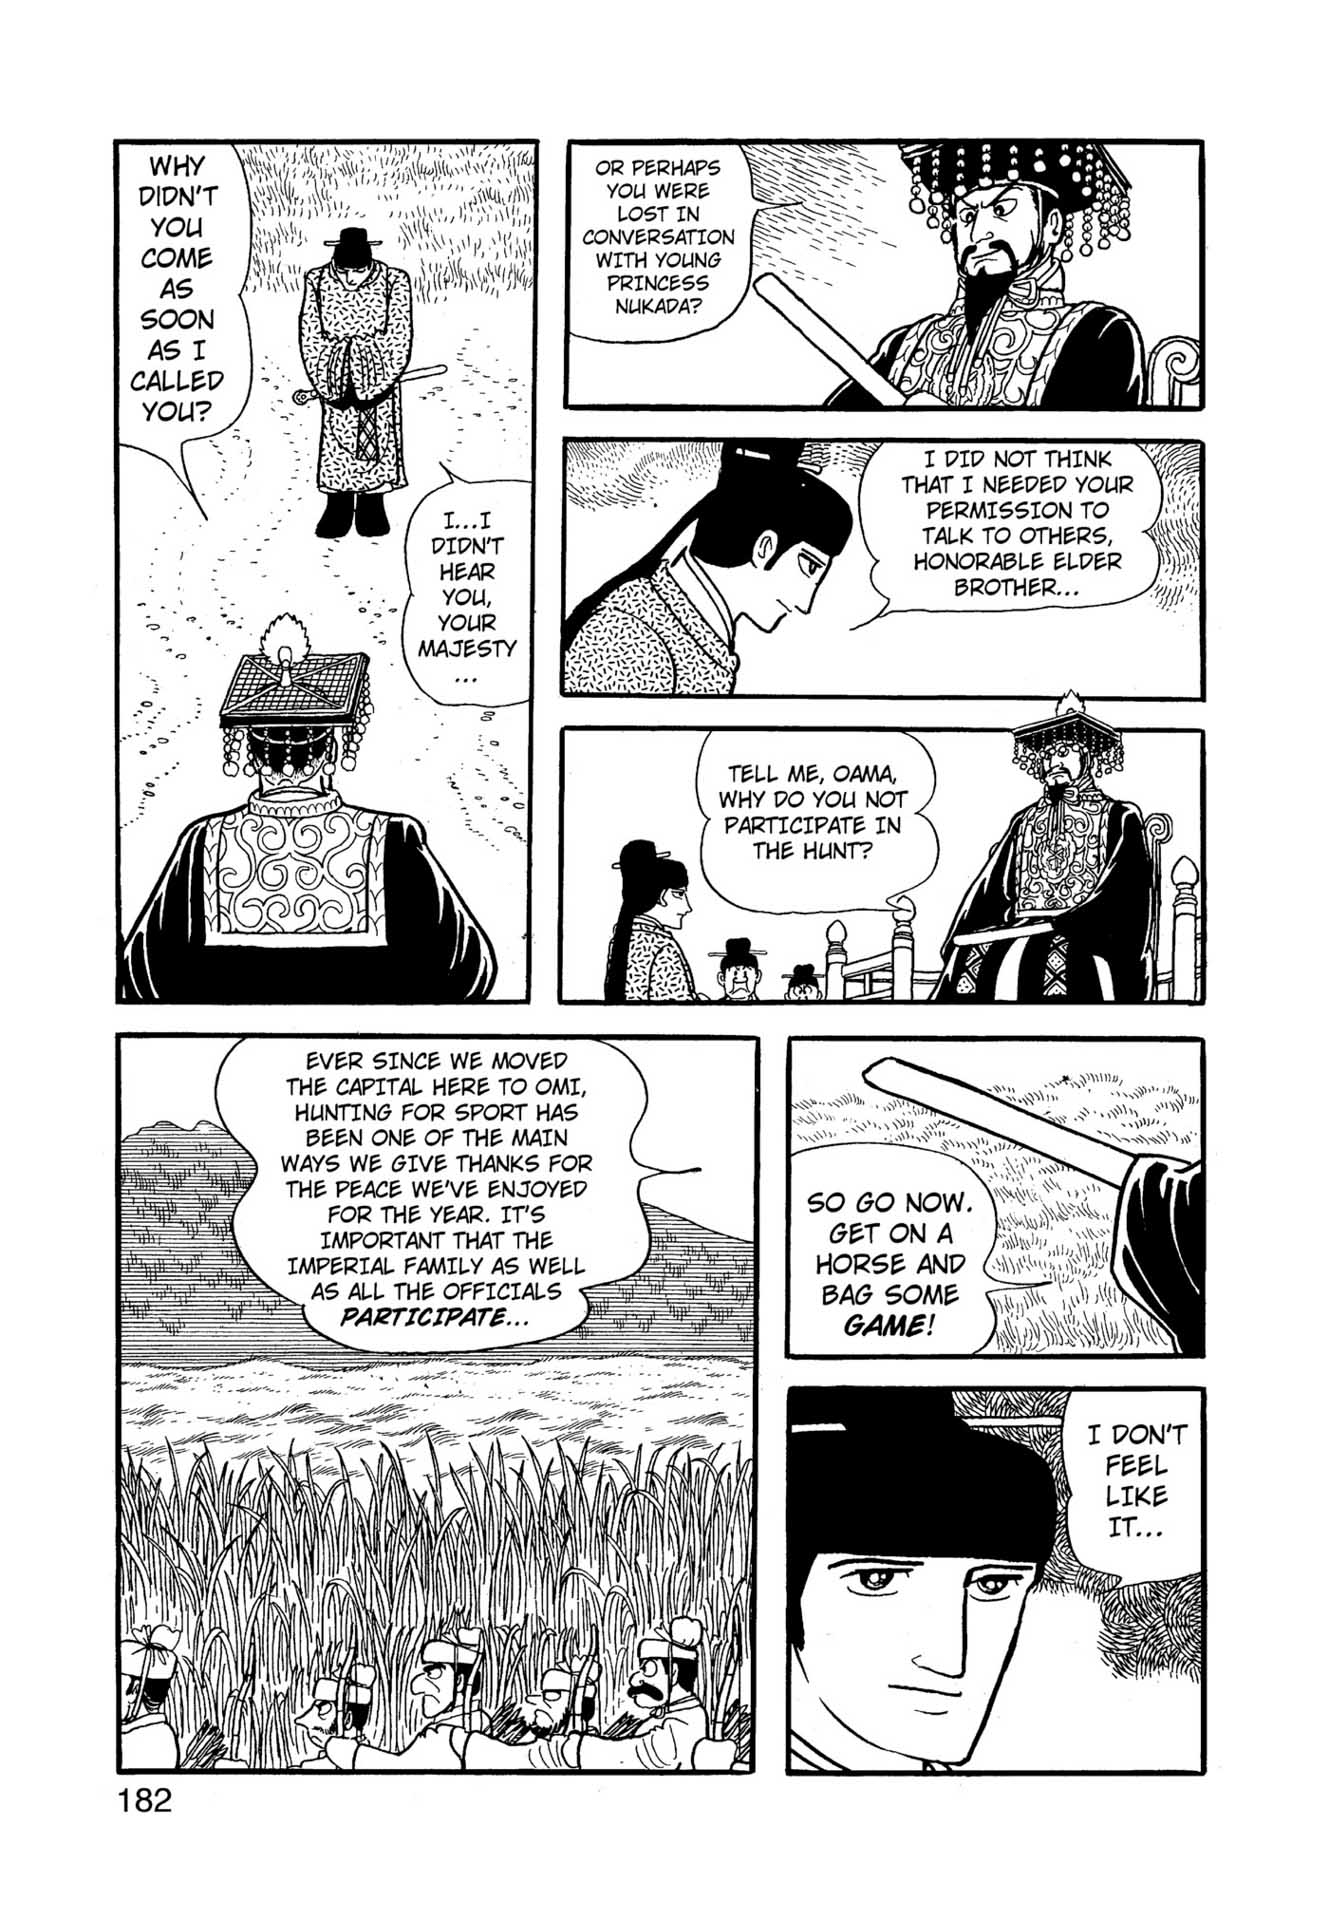 WHY
DIDN'T
YOU
COME
AS
SOON
AS I
CALLED
YOU?
I...I
DIDN'T
HEAR
YOU,
YOUR
MAJESTY
...
OR PERHAPS
YOU WERE
LOST IN
CONVERSATION
WITH YOUNG
PRINCESS
NUKADA?
I DID NOT THINK
THAT I NEEDED YOUR
PERMISSION TO
TALK TO OTHERS,
HONORABLE ELDER
BROTHER...
TELL ME, OAMA,
WHY DO YOU NOT
PARTICIPATE IN
THE HUNT?
EVER SINCE WE MOVED
THE CAPITAL HERE TO OMI,
HUNTING FOR SPORT HAS
BEEN ONE OF THE MAIN
WAYS WE GIVE THANKS FOR
THE PEACE WE'VE ENJOYED
FOR THE YEAR. IT'S
IMPORTANT THAT THE
IMPERIAL FAMILY AS WELL
AS ALL THE OFFICIALS
PARTICIPATE...
SO GO NOW.
GET ON A
HORSE AND
BAG SOME
GAME!
I DON'T
FEEL
LIKE
IT...
182